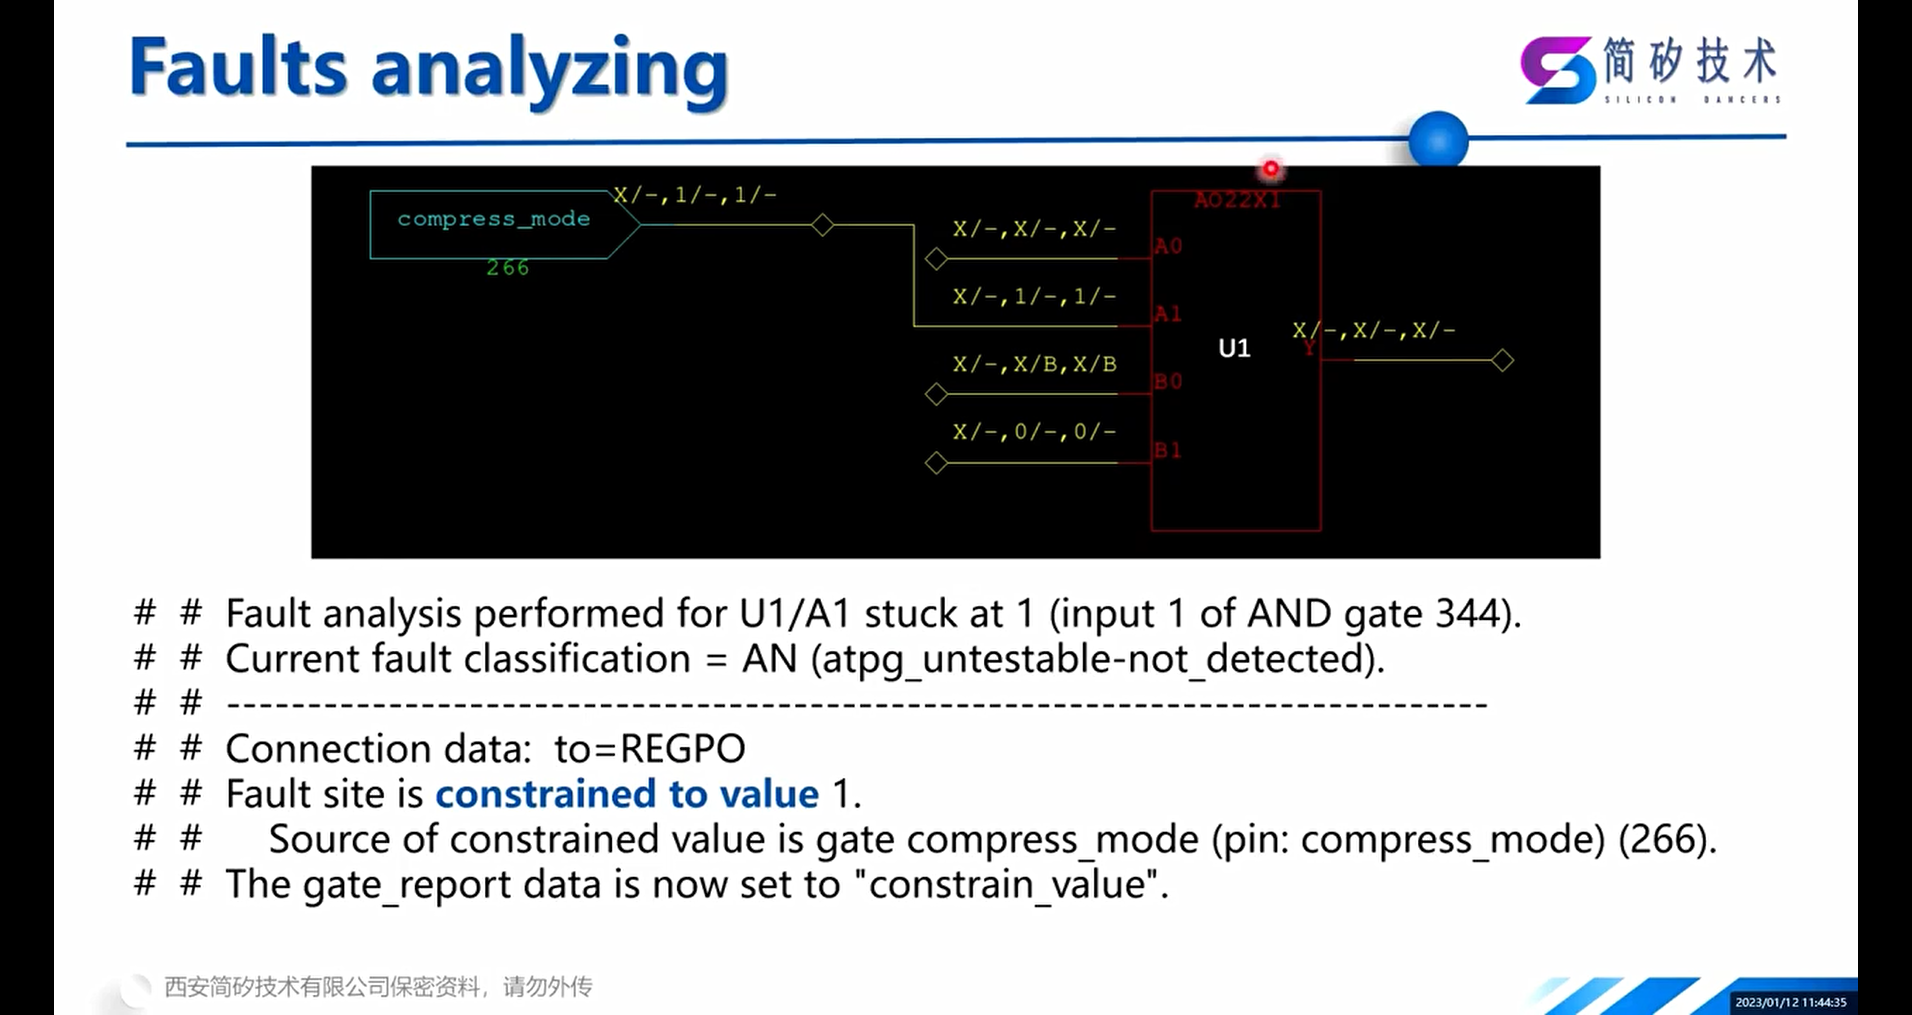 Faults analyzing
简矽技术
SILICON DANCERS
compress_mode
266
X/-,1/-,1/-
X/-,X/-,X/-
X/-,1/-,1/-
X/-,X/B,X/B
X/-,0/-,0/-
AO22X1
A0
A1
B0
B1
U1
X/-,X/-,X/-
Y
# # Fault analysis performed for U1/A1 stuck at 1 (input 1 of AND gate 344).
# # Current fault classification = AN (atpg_untestable-not_detected).
# # ------------------------------------------------------------------------------
# # Connection data: to=REGPO
# # Fault site is constrained to value 1.
# # Source of constrained value is gate compress_mode (pin: compress_mode) (266).
# # The gate_report data is now set to "constrain_value".
西安简矽技术有限公司保密资料，请勿外传
2023/01/12 11:44:35